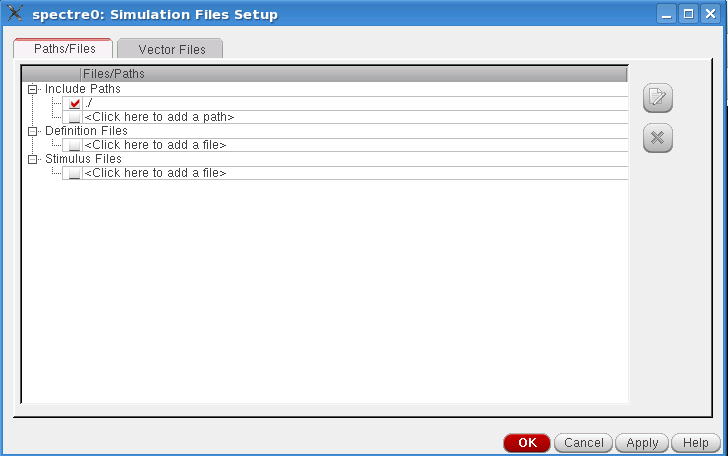 spectre0: Simulation Files Setup
Paths/Files
Vector Files
Files/Paths
Include Paths
./
<Click here to add a path>
Definition Files
<Click here to add a file>
Stimulus Files
<Click here to add a file>
OK
Cancel
Apply
Help